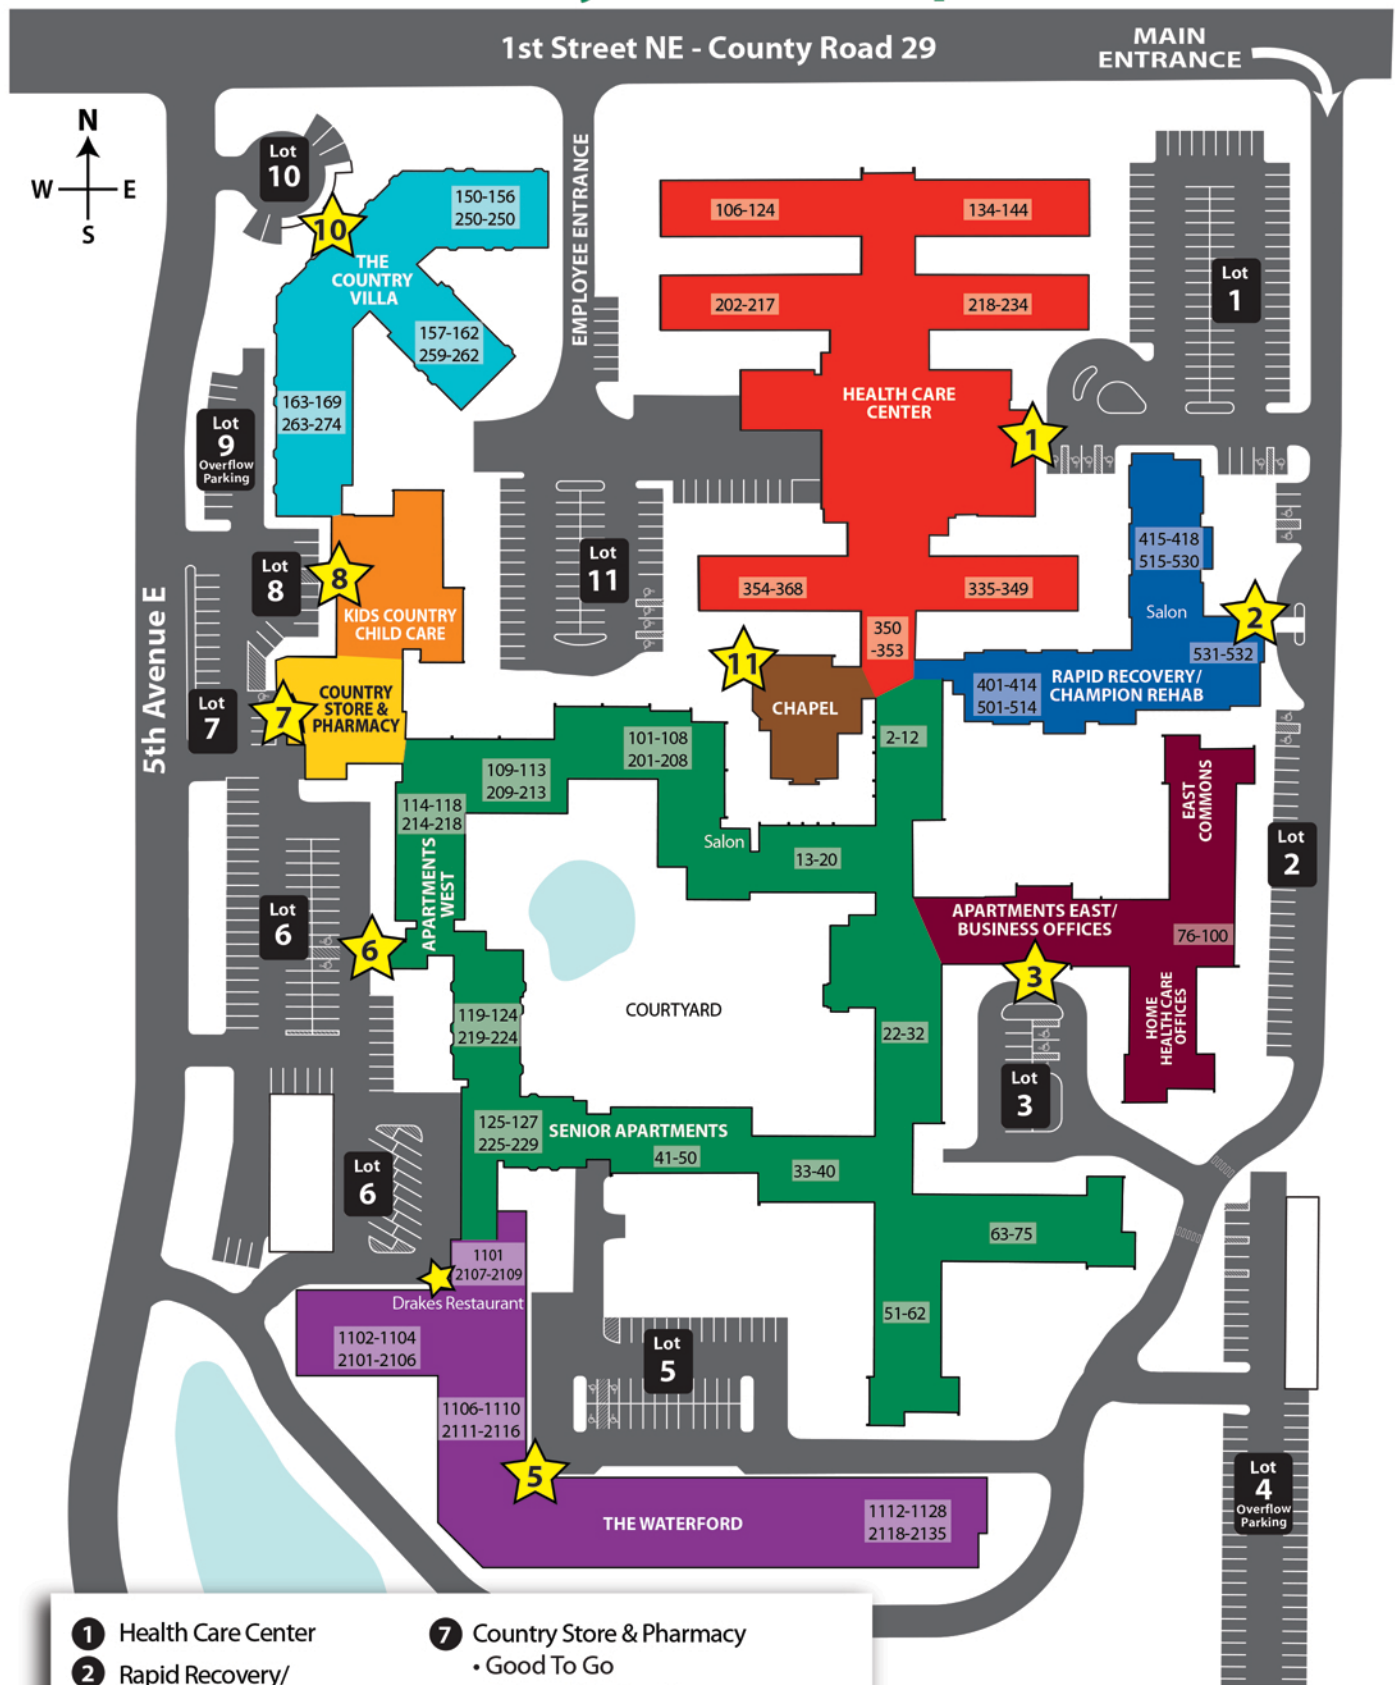 1st Street NE - County Road 29
MAIN
ENTRANCE
N
W
E
S
Lot
10
10
150-156
250-250
THE
COUNTRY
VILLA
157-162
259-262
163-169
263-274
EMPLOYEE ENTRANCE
106-124
134-144
202-217
218-234
Lot
1
HEALTH CARE
CENTER
1
Lot
9
Overflow
Parking
Lot
8
8
KIDS COUNTRY
CHILD CARE
Lot
11
354-368
335-349
350
-353
415-418
515-530
Salon
2
531-532
RAPID RECOVERY/
CHAMPION REHAB
401-414
501-514
11
CHAPEL
5th Avenue E
Lot
7
7
COUNTRY
STORE &
PHARMACY
2-12
101-108
201-208
109-113
209-213
114-118
214-218
APARTMENTS
WEST
Salon
13-20
EAST
COMMONS
Lot
2
Lot
6
6
APARTMENTS EAST/
BUSINESS OFFICES
76-100
3
HOME
HEALTH CARE
OFFICES
COURTYARD
119-124
219-224
22-32
Lot
3
125-127
225-229
SENIOR APARTMENTS
41-50
33-40
Lot
6
63-75
1101
2107-2109
Drakes Restaurant
51-62
1102-1104
2101-2106
Lot
5
1106-1110
2111-2116
5
THE WATERFORD
1112-1128
2118-2135
Lot
4
Overflow
Parking
1 Health Care Center
2 Rapid Recovery/
7 Country Store & Pharmacy
• Good To Go